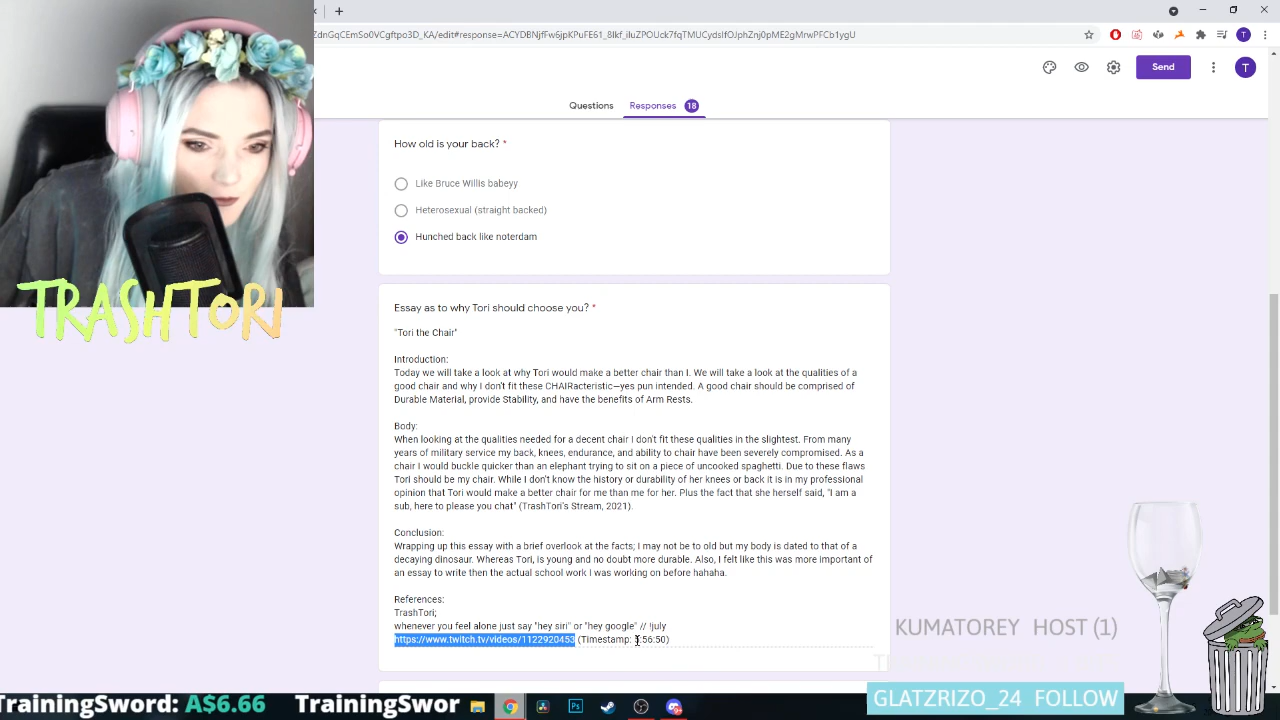 ZdnGqCEmSo0VCgftpo3D_KA/edit#response=ACYDBNjfFw6jpKPuFE61_8lkf_iluZPOUck7fqTMUCydsIfOJphZnj0pME2gMrwPFCb1ygU
Send
T
Questions Responses 18
How old is your back? *
Like Bruce Willis babeyy
Heterosexual (straight backed)
Hunched back like noterdam
TRASHTORI
Essay as to why Tori should choose you? *
"Tori the Chair"
Introduction:
Today we will take a look at why Tori would make a better chair than I. We will take a look at the qualities of a
good chair and why I don't fit these CHAIRacteristic—yes pun intended. A good chair should be comprised of
Durable Material, provide Stability, and have the benefits of Arm Rests.
Body:
When looking at the qualities needed for a decent chair I don't fit these qualities in the slightest. From many
years of military service my back, knees, endurance, and ability to chair have been severely compromised. As a
chair I would buckle quicker than an elephant trying to sit on a piece of uncooked spaghetti. Due to these flaws
Tori should be my chair. While I don't know the history or durability of her knees or back it is in my professional
opinion that Tori would make a better chair for me than me for her. Plus the fact that she herself said, "I am a
sub, here to please you chat" (TrashTori's Stream, 2021).
Conclusion:
Wrapping up this essay with a brief overlook at the facts; I may not be to old but my body is dated to that of a
decaying dinosaur. Whereas Tori, is young and no doubt more durable. Also, I felt like this was more important of
an essay to write then the actual school work I was working on before hahaha.
References:
TrashTori;
whenever you feel alone just say "hey siri" or "hey google" // !july
https://www.twitch.tv/videos/1122920453 (Timestamp: :56:50)
KUMATOREY HOST (1)
GLATZRIZO_24 FOLLOW
TrainingSword: A$6.66 TrainingSwor